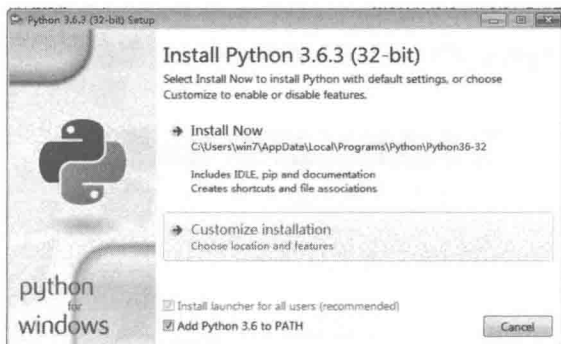 Python 3.6.3 (32-bit) Setup
Install Python 3.6.3 (32-bit)
Select Install Now to install Python with default settings, or choose
Customize to enable or disable features.
Install Now
C:\Users\win7\AppData\Local\Programs\Python\Python36-32
Includes IDLE, pip and documentation
Creates shortcuts and file associations
Customize installation
Choose location and features
python
for
windows
Install launcher for all users (recommended)
Add Python 3.6 to PATH
Cancel